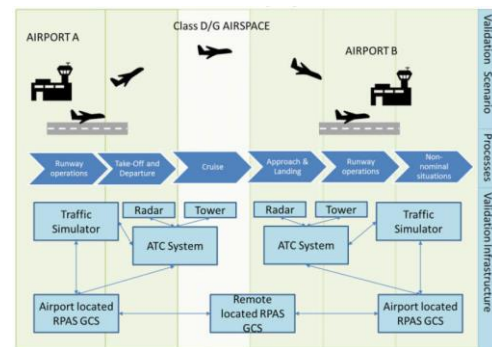 Class D/G AIRSPACE
AIRPORT A
AIRPORT B
Validation
Scenario
Runway
operations
Take-Off and
Departure
Cruise
Approach &
Landing
Runway
operations
Non-
nominal
situations
Processes
Traffic
Simulator
Radar
Tower
ATC System
Radar
Tower
ATC System
Traffic
Simulator
Airport located
RPAS GCS
Remote
located RPAS
GCS
Airport located
RPAS GCS
Validation Infrastructure